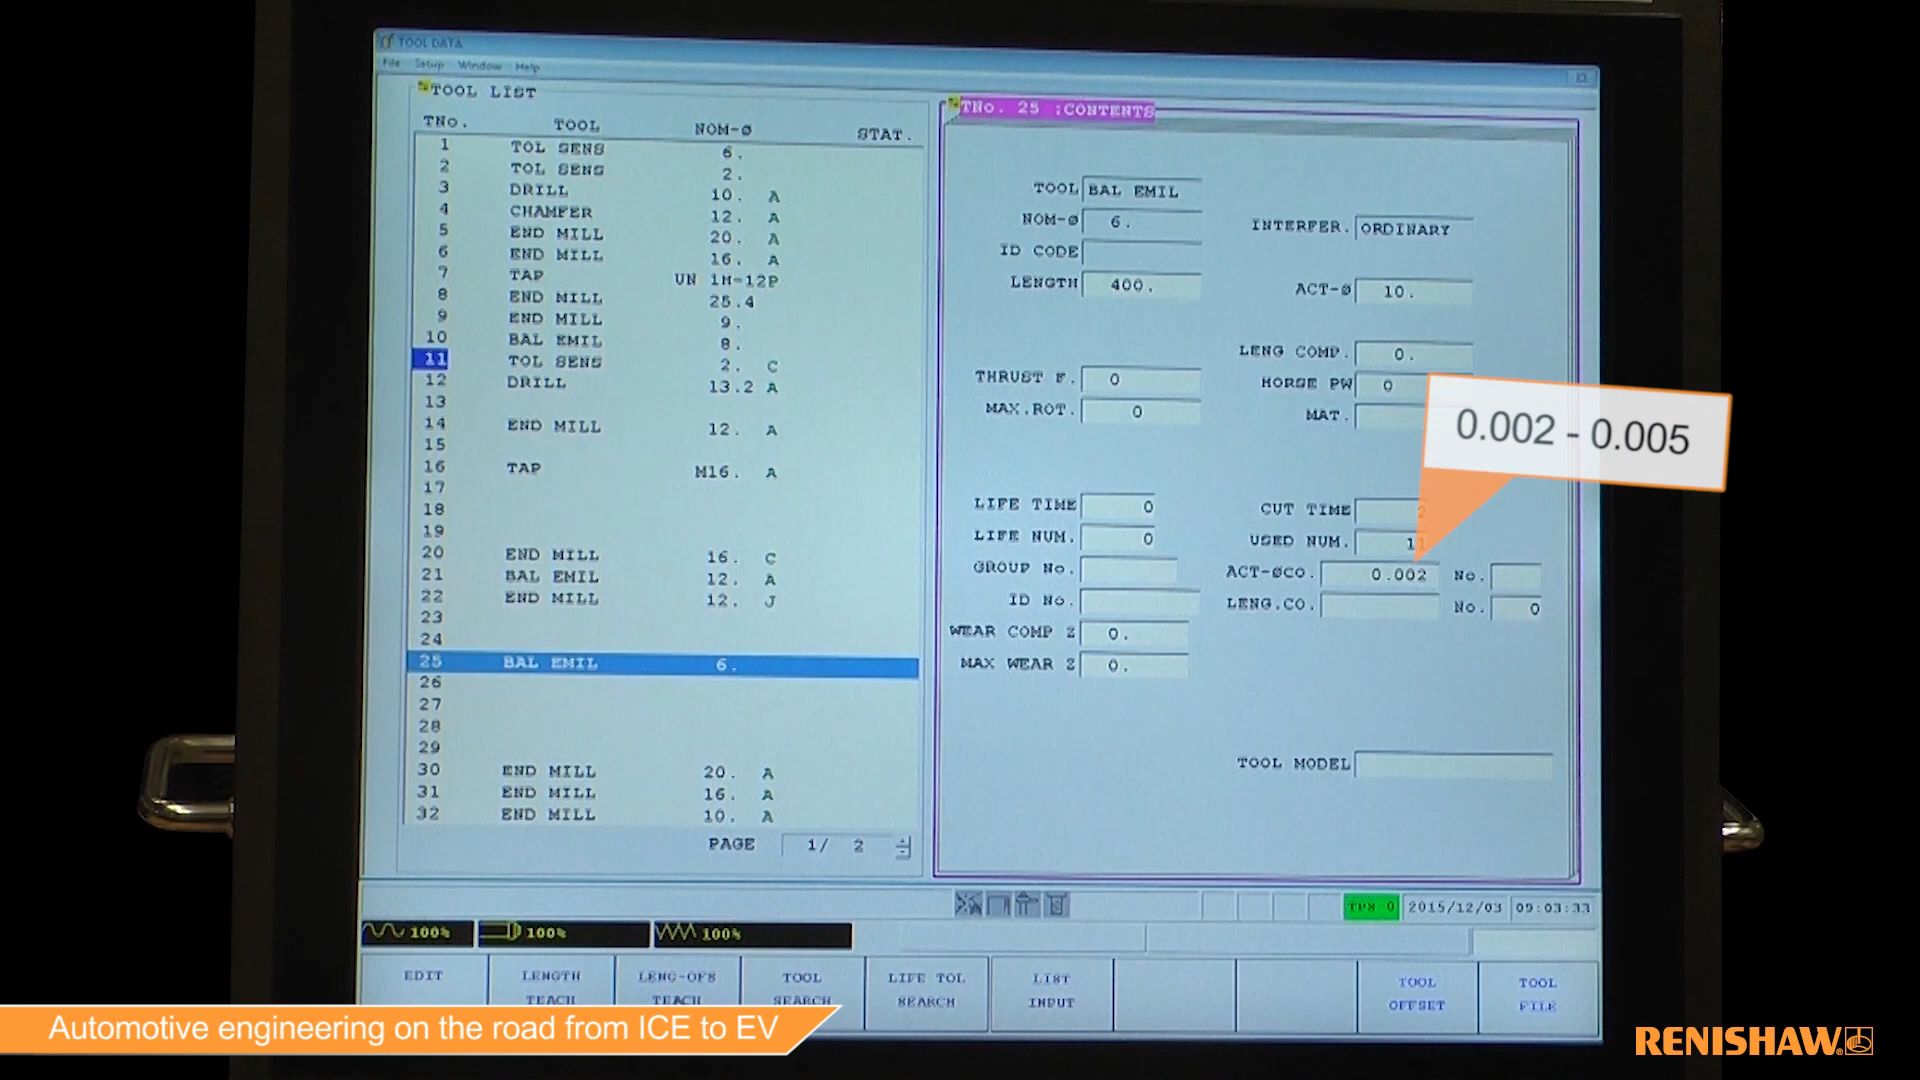 TOOL DATA
File Setup Window Help
TOOL LIST
TNo. TOOL NOM-Ø STAT.
1 TOL SENS 6.
2 TOL SENS 2.
3 DRILL 10. A
4 CHAMFER 12. A
5 END MILL 20. A
6 END MILL 16. A
7 TAP UN 1H-12P
8 END MILL 25.4
9 END MILL 9.
10 BAL EMIL 8.
11 TOL SENS 2. C
12 DRILL 13.2 A
13
14 END MILL 12. A
15
16 TAP M16. A
17
18
19
20 END MILL 16. C
21 BAL EMIL 12. A
22 END MILL 12. J
23
24
25 BAL EMIL 6.
26
27
28
29
30 END MILL 20. A
31 END MILL 16. A
32 END MILL 10. A
PAGE 1/ 2
TNo. 25 :CONTENTS
TOOL BAL EMIL
NOM-Ø 6. INTERFER. ORDINARY
ID CODE
LENGTH 400. ACT-Ø 10.
LENG COMP. 0.
THRUST F. 0 HORSE PW 0
MAX.ROT. 0 MAT.
0.002 - 0.005
LIFE TIME 0 CUT TIME 2
LIFE NUM. 0 USED NUM. 11
GROUP No. ACT-ØCO. 0.002 No.
ID No. LENG.CO. No. 0
WEAR COMP Z 0.
MAX WEAR Z 0.
TOOL MODEL
TPS 0 2015/12/03 09:03:33
100% 100% 100%
EDIT
LENGTH TEACH
LENG-OFS TEACH
TOOL SEARCH
LIFE TOL SEARCH
LIST INPUT
TOOL OFFSET
TOOL FILE
Automotive engineering on the road from ICE to EV
RENISHAW